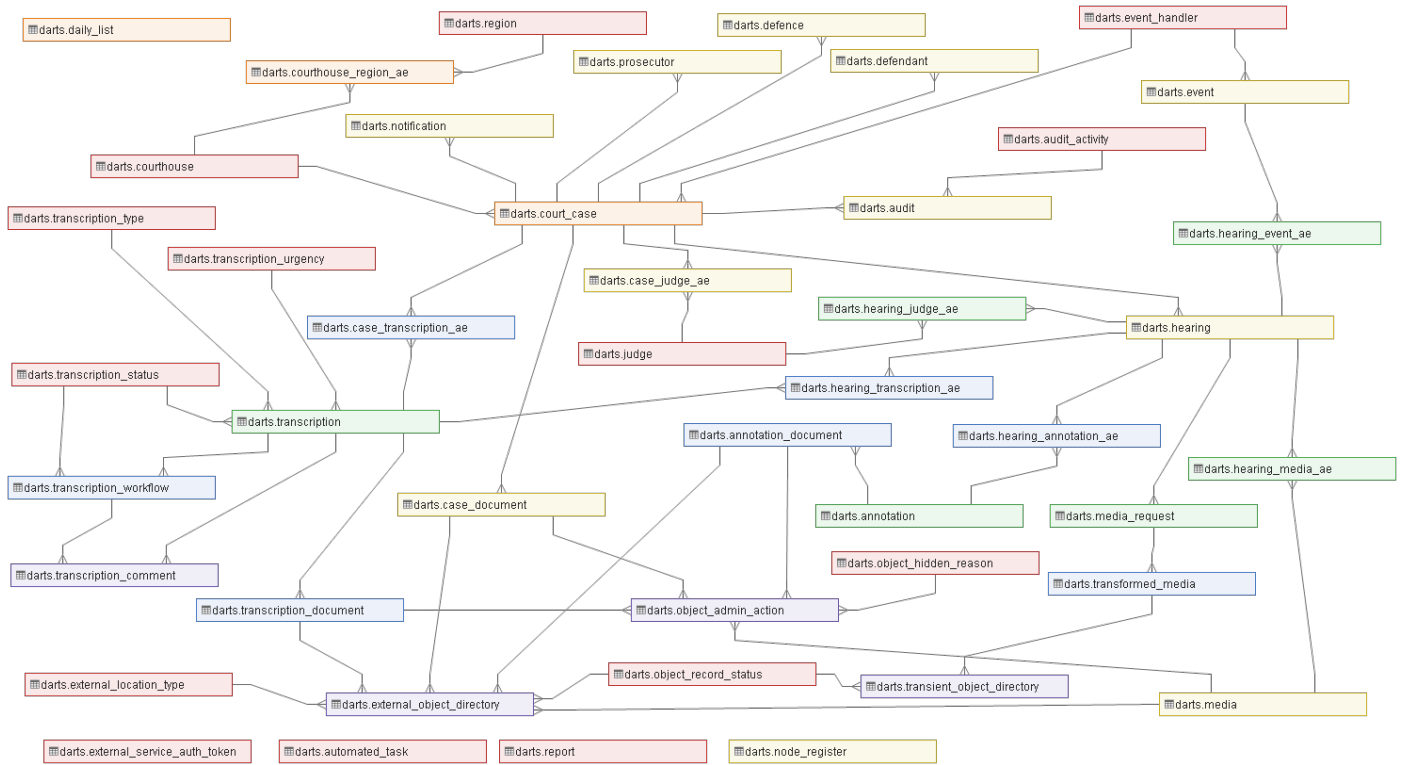 darts.daily_list
darts.region
darts.defence
darts.event_handler
darts.courthouse_region_ae
darts.prosecutor
darts.defendant
darts.event
darts.notification
darts.audit_activity
darts.courthouse
darts.court_case
darts.audit
darts.transcription_type
darts.hearing_event_ae
darts.transcription_urgency
darts.case_judge_ae
darts.hearing_judge_ae
darts.case_transcription_ae
darts.hearing
darts.judge
darts.transcription_status
darts.hearing_transcription_ae
darts.transcription
darts.annotation_document
darts.hearing_annotation_ae
darts.hearing_media_ae
darts.transcription_workflow
darts.case_document
darts.annotation
darts.media_request
darts.object_hidden_reason
darts.transcription_comment
darts.transformed_media
darts.transcription_document
darts.object_admin_action
darts.object_record_status
darts.external_location_type
darts.transient_object_directory
darts.external_object_directory
darts.media
darts.external_service_auth_token
darts.automated_task
darts.report
darts.node_register